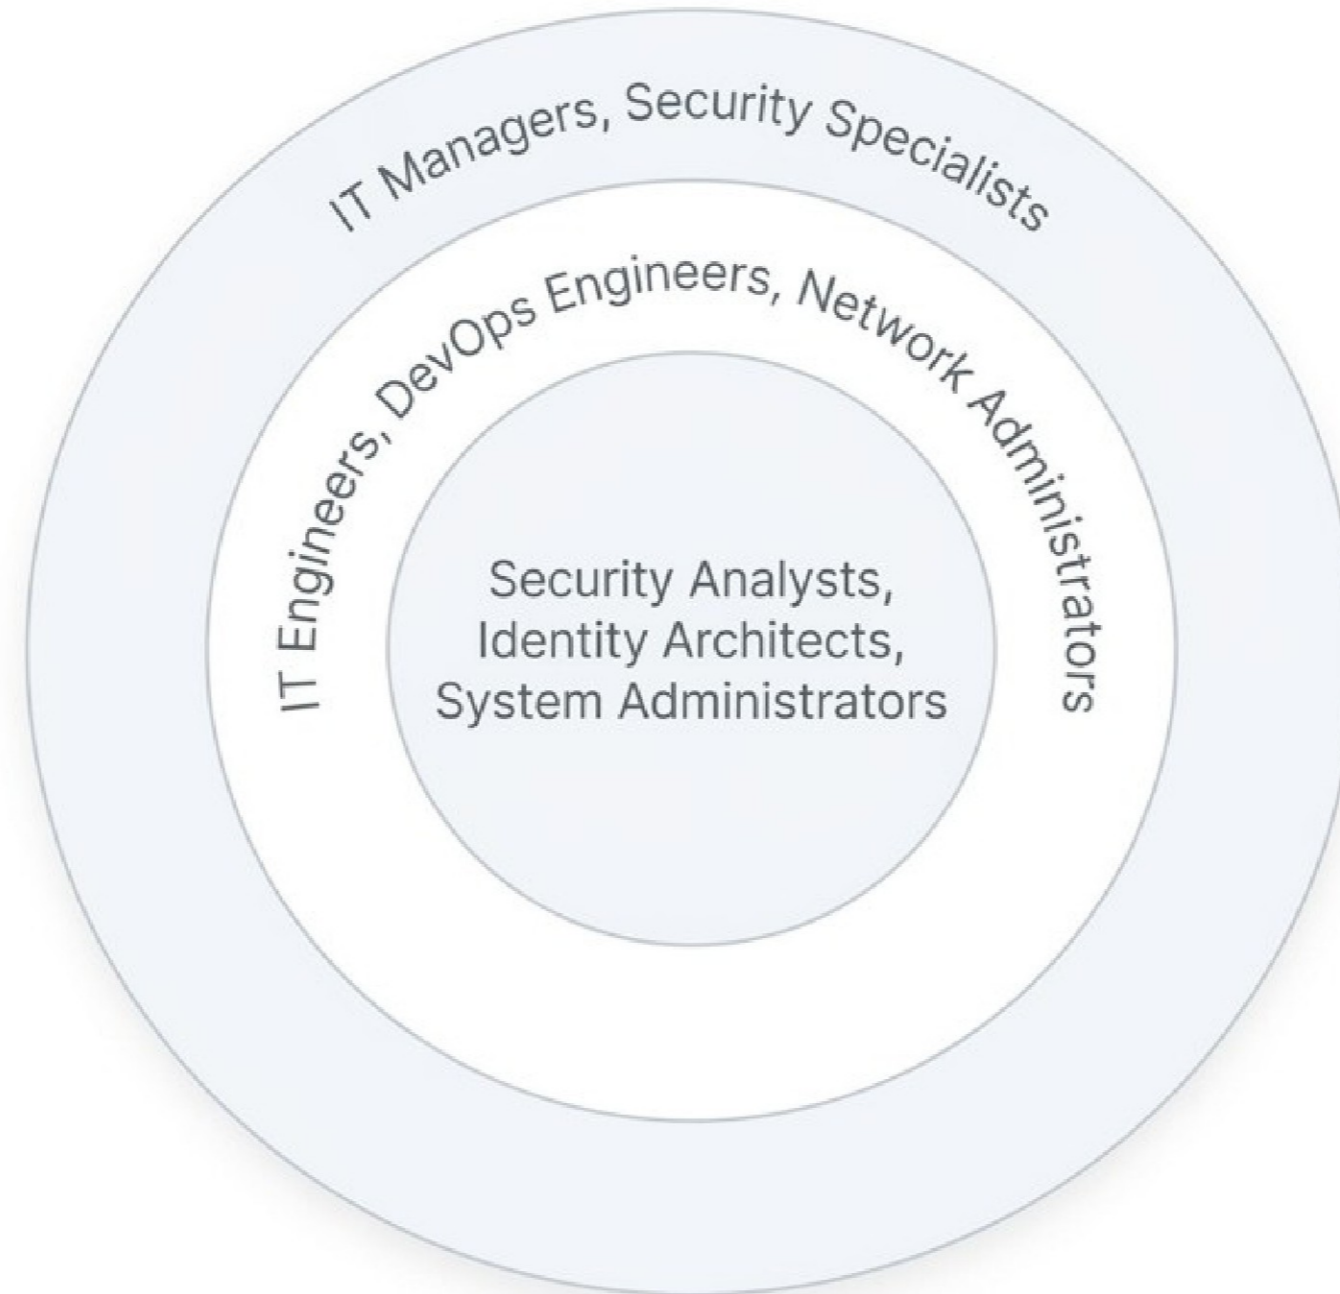 IT Managers, Security Specialists
IT Engineers, DevOps Engineers, Network Administrators
Security Analysts,
Identity Architects,
System Administrators